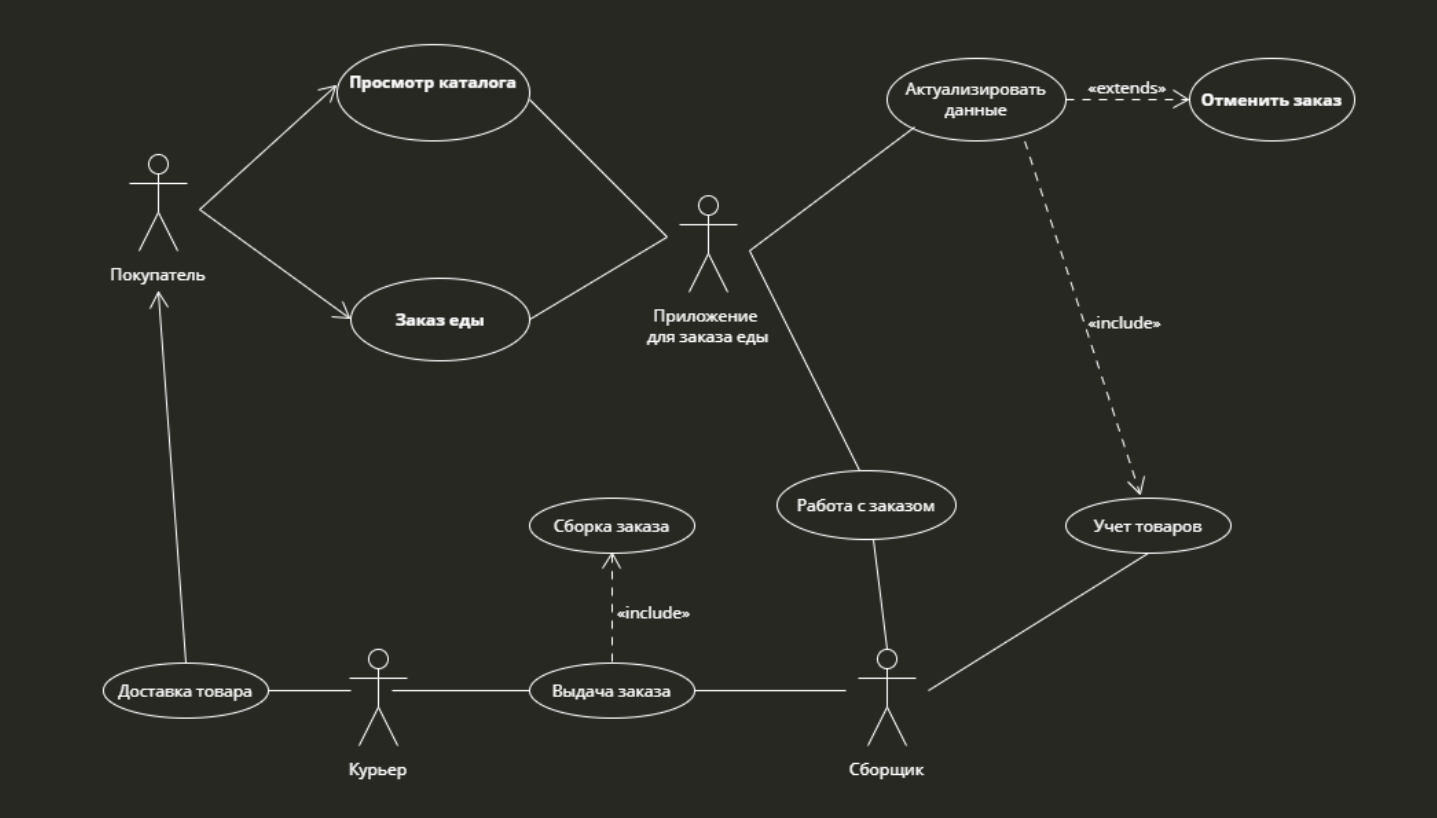 Просмотр каталога
Актуализировать
данные
«extends»
Отменить заказ
Покупатель
Заказ еды
Приложение
для заказа еды
«include»
Сборка заказа
Работа с заказом
Учет товаров
«include»
Доставка товара
Выдача заказа
Курьер
Сборщик